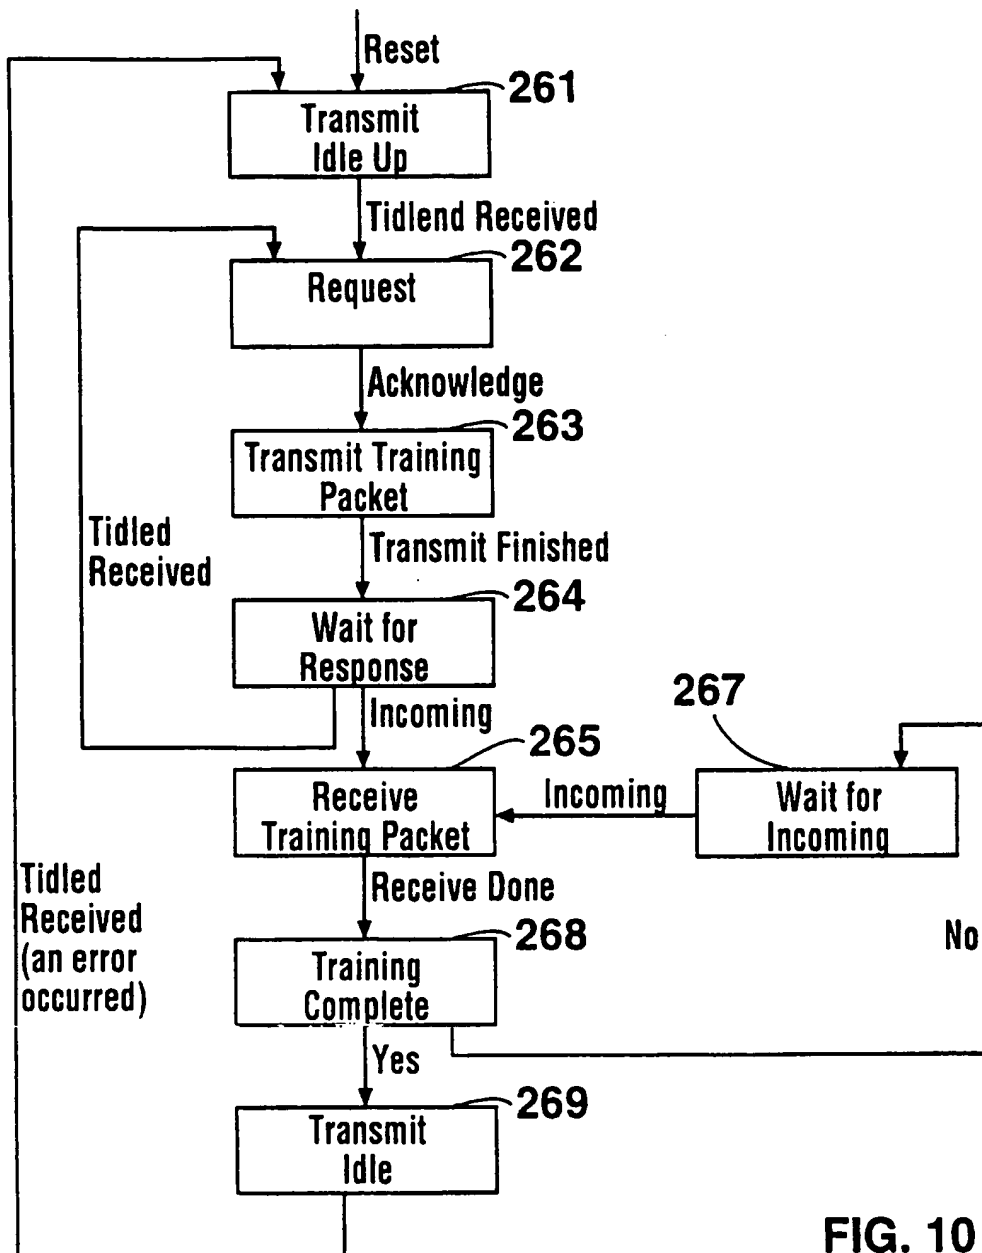 Reset
261
Transmit
Idle Up
Tidlend Received
262
Request
Acknowledge
263
Transmit Training
Packet
Tidled
Received
Transmit Finished
264
Wait for
Response
Incoming
267
265
Receive
Training Packet
Incoming
Wait for
Incoming
Tidled
Received
(an error
occurred)
Receive Done
268
Training
Complete
No
Yes
269
Transmit
Idle
FIG. 10